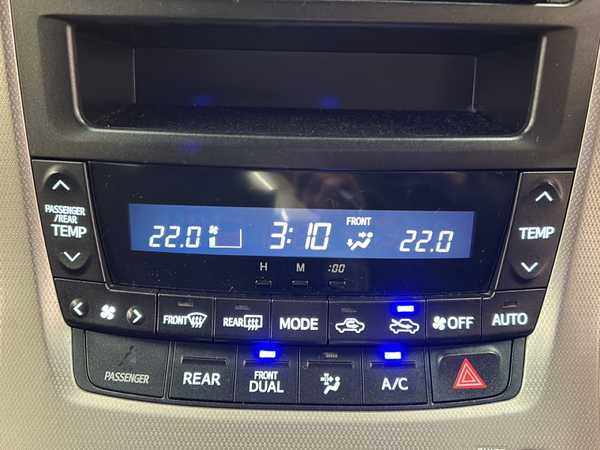 PASSENGER
/REAR
TEMP
22.0
3:10
FRONT
22.0
TEMP
H M :00
FRONT
REAR
MODE
OFF
AUTO
PASSENGER
REAR
FRONT
DUAL
A/C